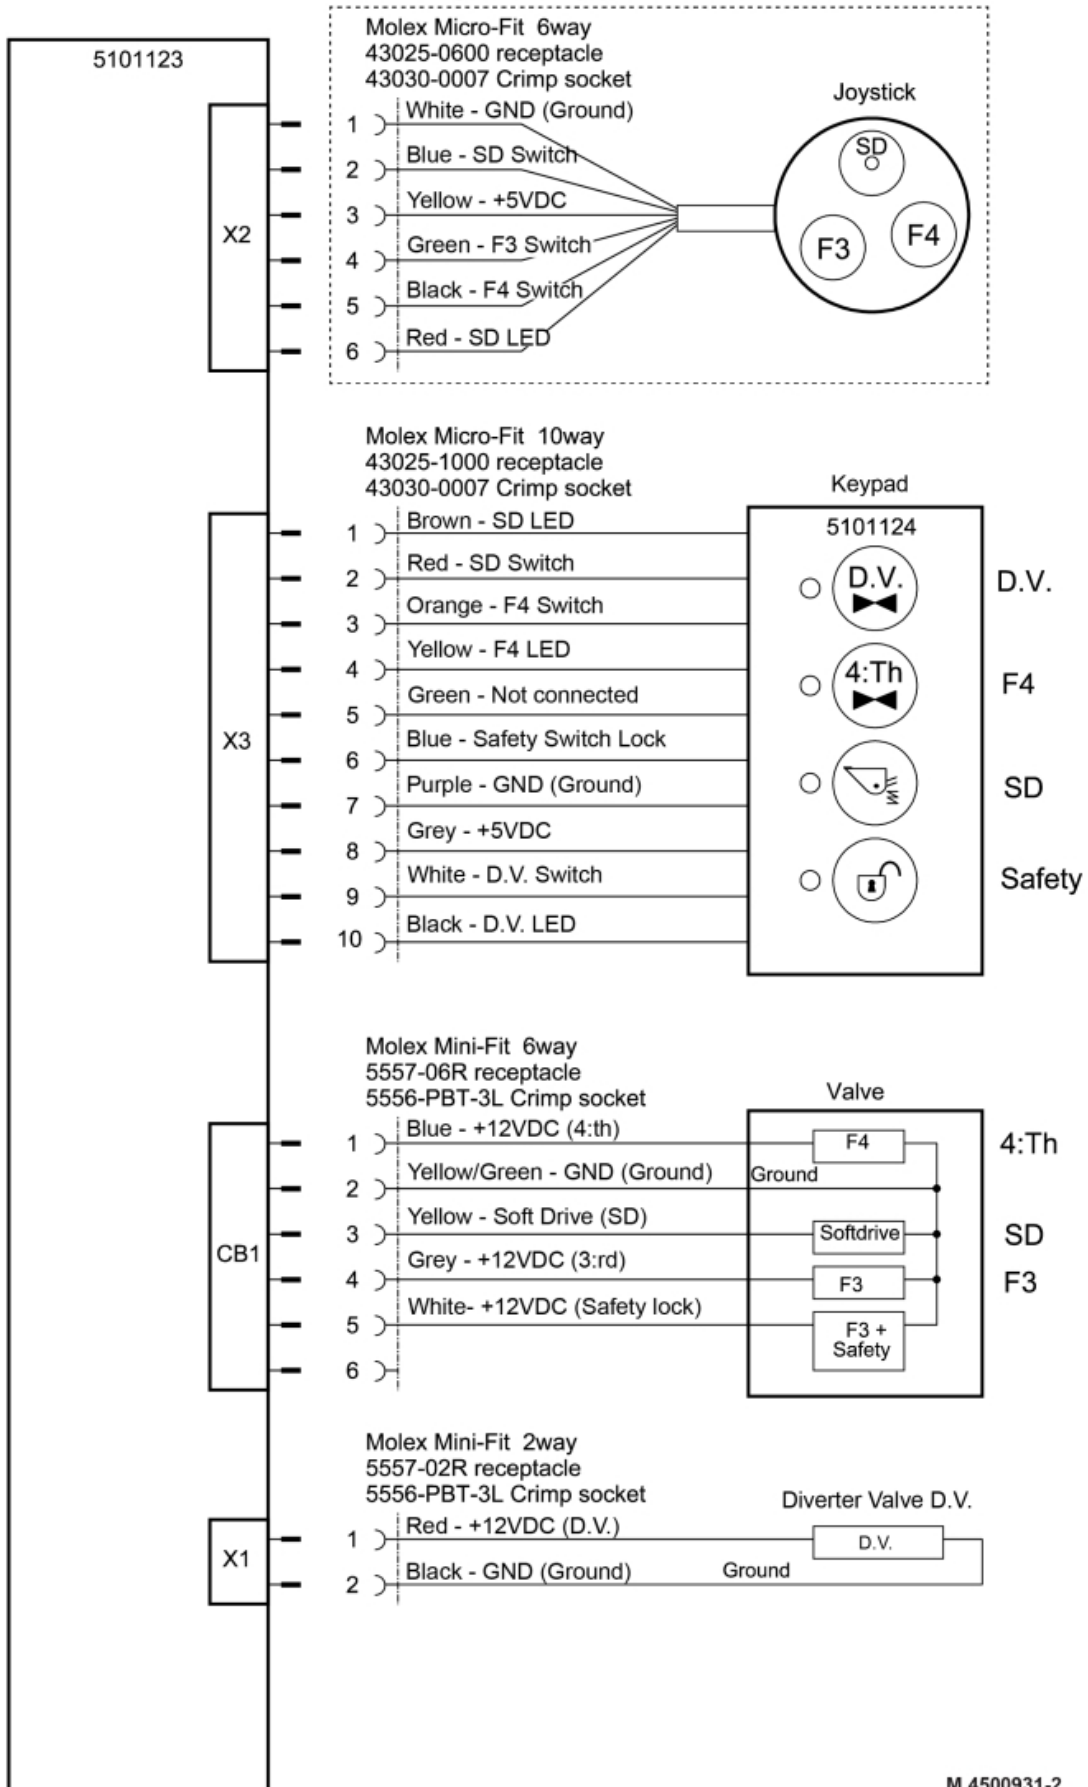 5101123
Molex Micro-Fit 6way
43025-0600 receptacle
43030-0007 Crimp socket
Joystick
X2
1 White - GND (Ground)
2 Blue - SD Switch
3 Yellow - +5VDC
4 Green - F3 Switch
5 Black - F4 Switch
6 Red - SD LED
SD
F3
F4
Molex Micro-Fit 10way
43025-1000 receptacle
43030-0007 Crimp socket
Keypad
X3
1 Brown - SD LED
2 Red - SD Switch
3 Orange - F4 Switch
4 Yellow - F4 LED
5 Green - Not connected
6 Blue - Safety Switch Lock
7 Purple - GND (Ground)
8 Grey - +5VDC
9 White - D.V. Switch
10 Black - D.V. LED
5101124
D.V. D.V.
4:Th F4
SD
Safety
Molex Mini-Fit 6way
5557-06R receptacle
5556-PBT-3L Crimp socket
Valve
CB1
1 Blue - +12VDC (4:th) F4 4:Th
2 Yellow/Green - GND (Ground) Ground
3 Yellow - Soft Drive (SD) Softdrive SD
4 Grey - +12VDC (3:rd) F3 F3
5 White- +12VDC (Safety lock) F3 +
Safety
6
Molex Mini-Fit 2way
5557-02R receptacle
5556-PBT-3L Crimp socket
Diverter Valve D.V.
X1
1 Red - +12VDC (D.V.) D.V.
2 Black - GND (Ground) Ground
M 4500931-2